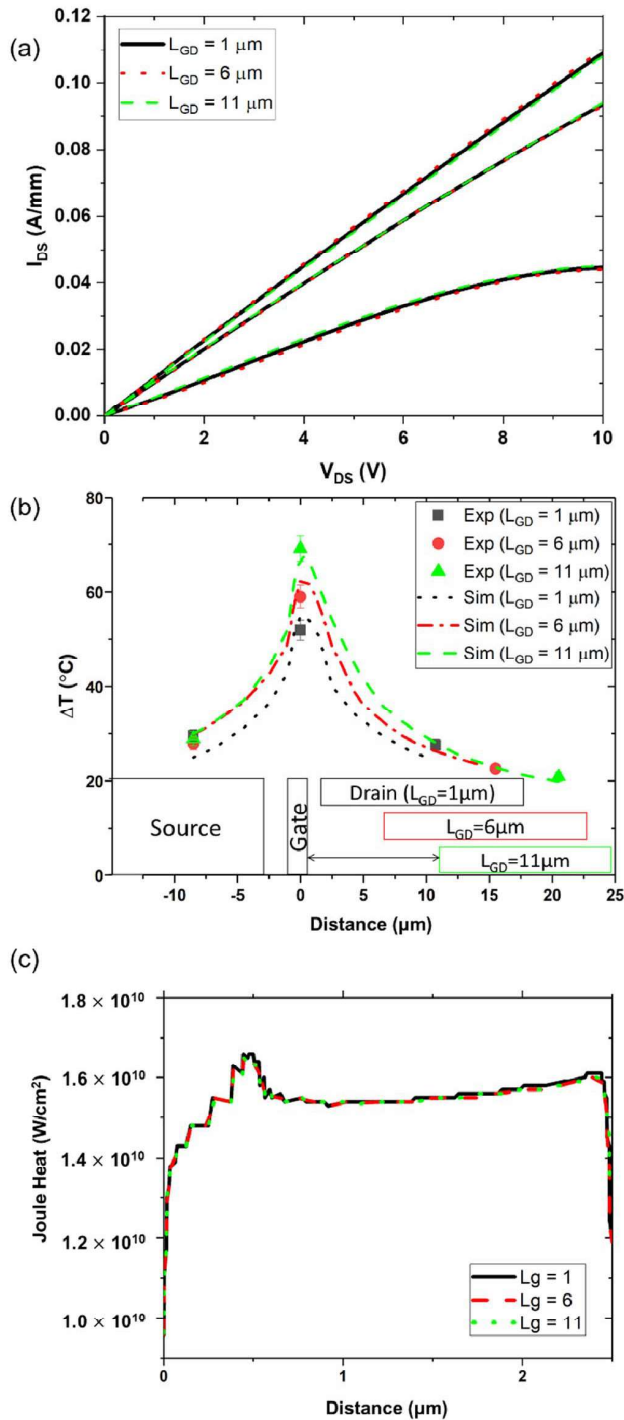 (a)
0.12
0.10
0.08
0.06
0.04
0.02
0.00
I_DS (A/mm)
L_GD = 1 μm
L_GD = 6 μm
L_GD = 11 μm
0 2 4 6 8 10
V_DS (V)
(b)
80
60
40
20
0
ΔT (°C)
Exp (L_GD = 1 μm)
Exp (L_GD = 6 μm)
Exp (L_GD = 11 μm)
Sim (L_GD = 1 μm)
Sim (L_GD = 6 μm)
Sim (L_GD = 11 μm)
Source
Gate
Drain (L_GD=1μm)
L_GD=6μm
L_GD=11μm
-10 -5 0 5 10 15 20 25
Distance (μm)
(c)
1.8 × 10^10
1.6 × 10^10
1.4 × 10^10
1.2 × 10^10
1.0 × 10^10
Joule Heat (W/cm²)
Lg = 1
Lg = 6
Lg = 11
0 1 2
Distance (μm)